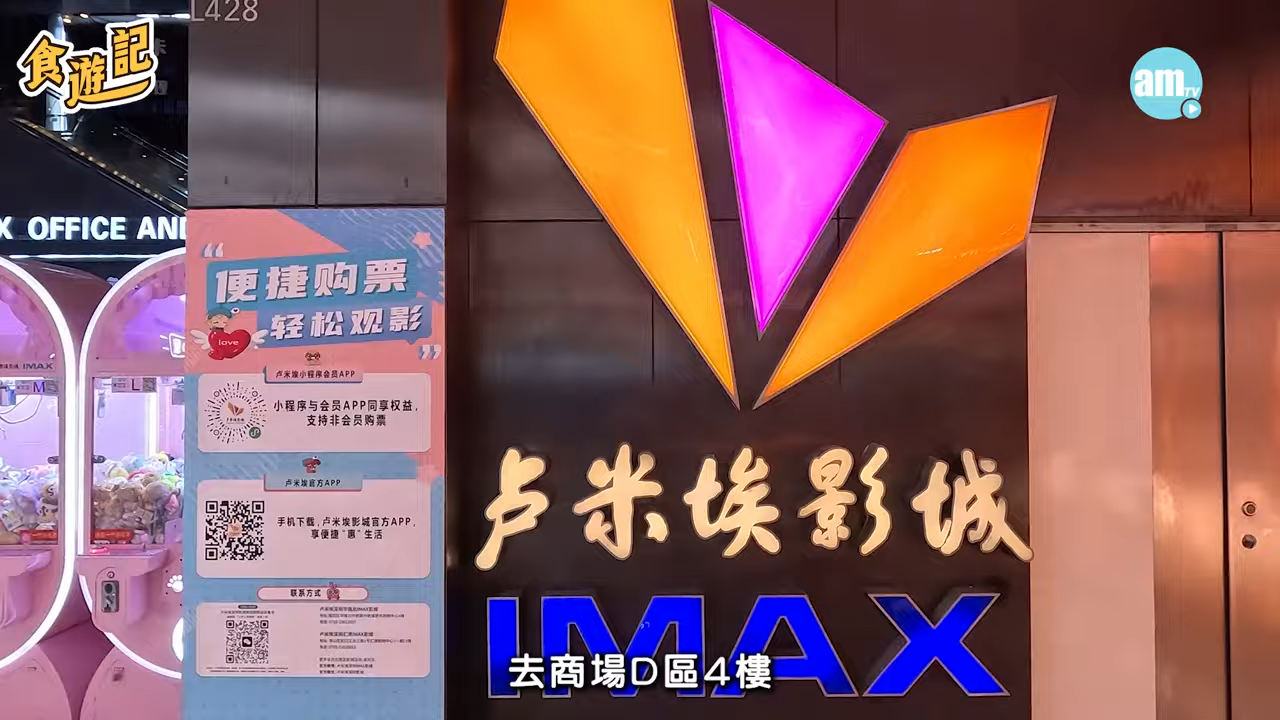 L428
食遊記
amTV
X OFFICE AND
便捷购票
轻松观影
love
卢米埃小程序会员APP
小程序与会员APP同享权益,
支持非会员购票
卢米埃官方APP
手机下载,卢米埃影城官方APP,
享便捷“惠”生活
联系方式
IMAX
M
L
卢米埃影城
IMAX
去商場D區4樓